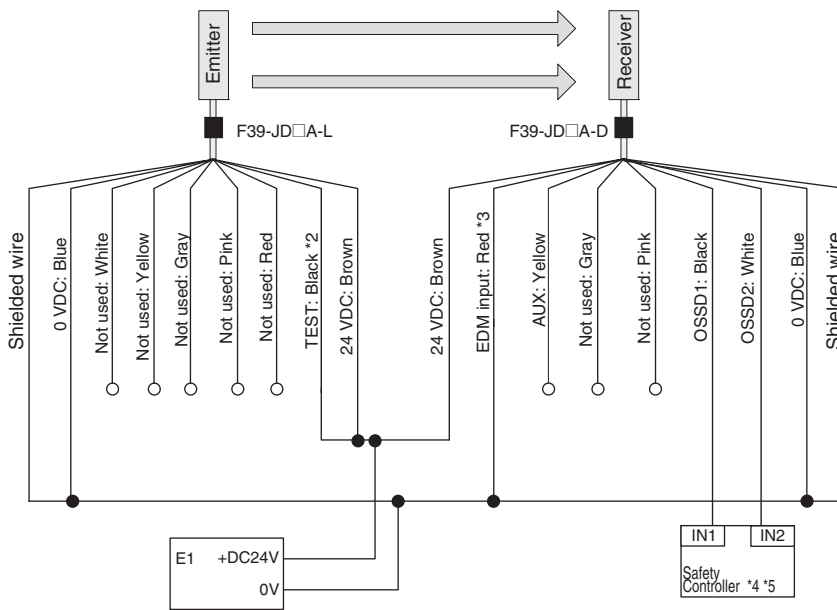 Emitter
Receiver
F39-JD□A-L
F39-JD□A-D
Shielded wire
0 VDC: Blue
Not used: White
Not used: Yellow
Not used: Gray
Not used: Pink
Not used: Red
TEST: Black *2
24 VDC: Brown
24 VDC: Brown
EDM input: Red *3
AUX: Yellow
Not used: Gray
Not used: Pink
OSSD1: Black
OSSD2: White
0 VDC: Blue
Shielded wire
E1 +DC24V
0V
IN1 IN2
Safety
Controller *4 *5